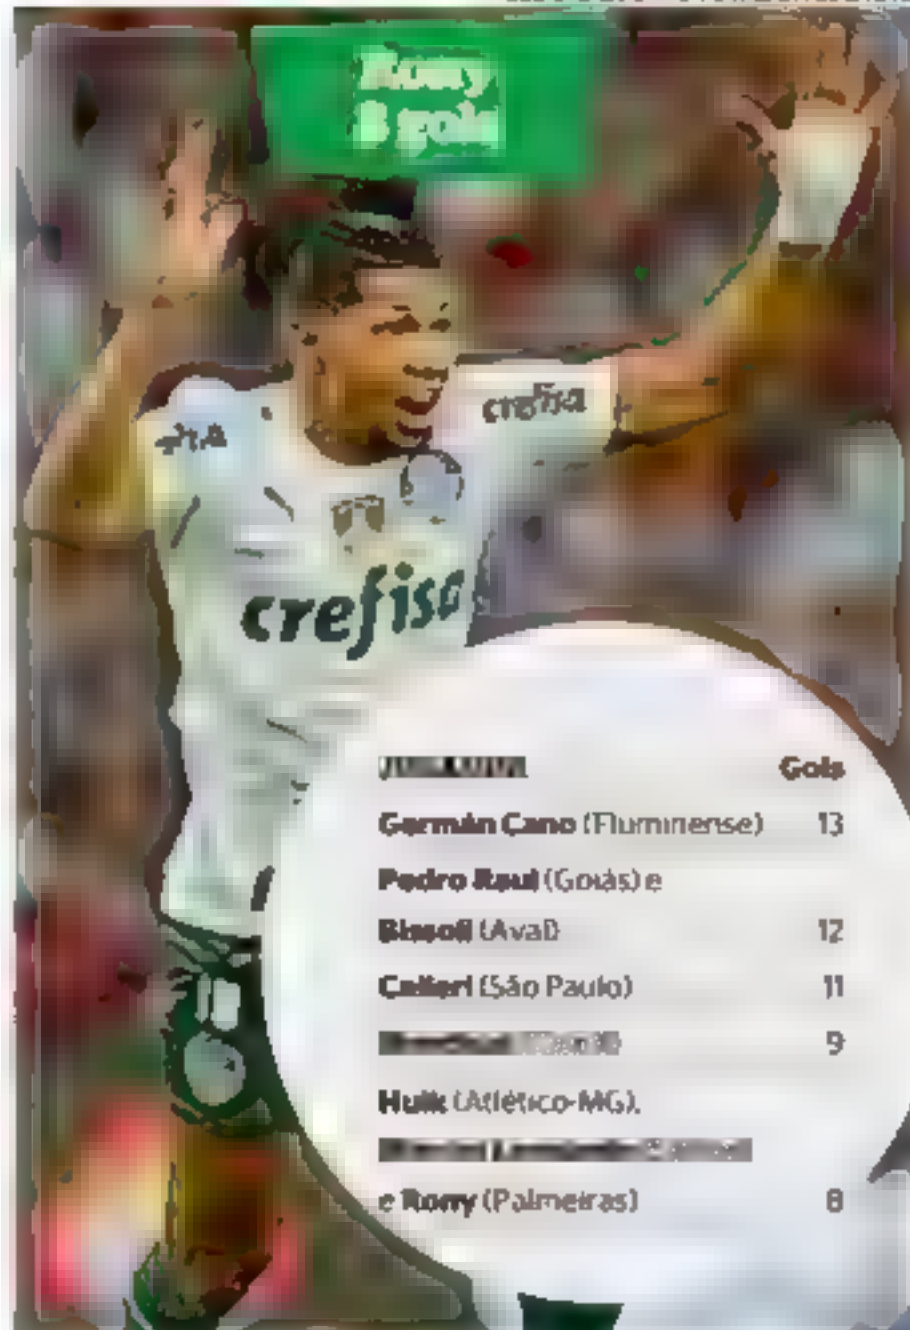 Rony,
8 gols
crefisa
crefisa
Gols
Germán Cano (Fluminense) 13
Pedro Raul (Goiás) e
Bissoli (Avaí) 12
Calleri (São Paulo) 11
9
Hulk (Atlético-MG),
e Rony (Palmeiras) 8